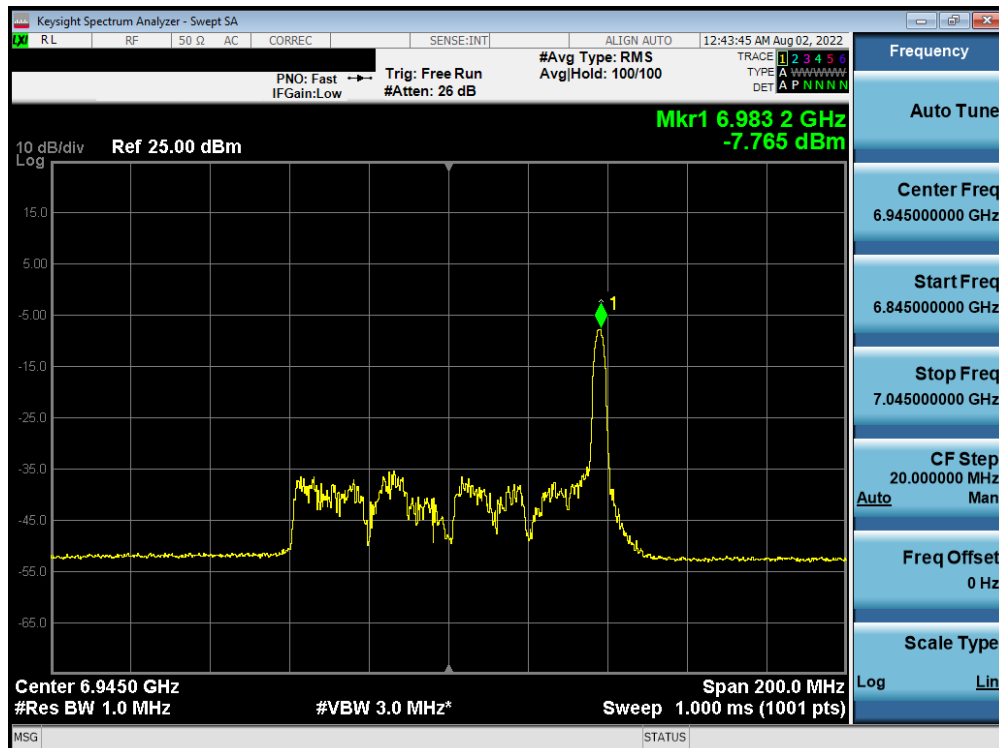 Keysight Spectrum Analyzer - Swept SA
LXI RL RF 50 Ω AC CORREC SENSE:INT ALIGN AUTO 12:43:45 AM Aug 02, 2022
#Avg Type: RMS TRACE 1 2 3 4 5 6
PNO: Fast Trig: Free Run Avg|Hold: 100/100 TYPE A WWWWW
IFGain:Low #Atten: 26 dB DET A P N N N N
Mkr1 6.983 2 GHz
-7.765 dBm
10 dB/div Ref 25.00 dBm
Log
15.0
5.00
1
-5.00
-15.0
-25.0
-35.0
-45.0
-55.0
-65.0
Center 6.9450 GHz Span 200.0 MHz
#Res BW 1.0 MHz #VBW 3.0 MHz* Sweep 1.000 ms (1001 pts)
MSG STATUS
Frequency
Auto Tune
Center Freq
6.945000000 GHz
Start Freq
6.845000000 GHz
Stop Freq
7.045000000 GHz
CF Step
20.000000 MHz
Auto Man
Freq Offset
0 Hz
Scale Type
Log Lin